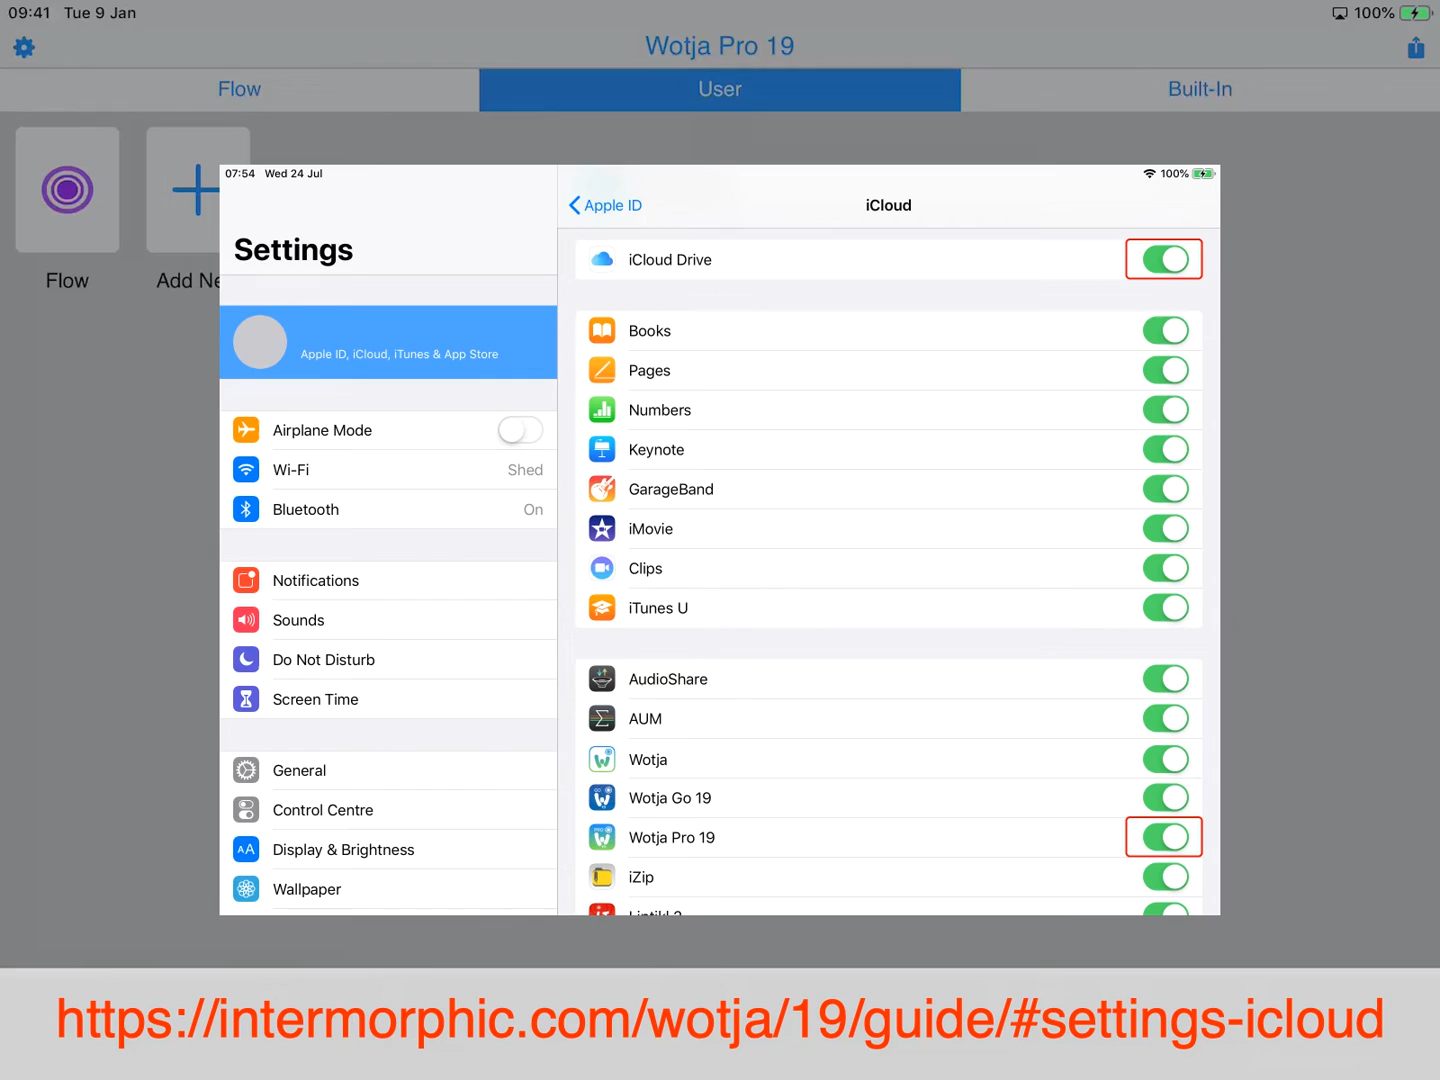 09:41 Tue 9 Jan
100%
Wotja Pro 19
Flow
User
Built-In
Flow
Add Ne
07:54 Wed 24 Jul
100%
Settings
Apple ID, iCloud, iTunes & App Store
Airplane Mode
Wi-Fi Shed
Bluetooth On
Notifications
Sounds
Do Not Disturb
Screen Time
General
Control Centre
Display & Brightness
Wallpaper
Apple ID
iCloud
iCloud Drive
Books
Pages
Numbers
Keynote
GarageBand
iMovie
Clips
iTunes U
AudioShare
AUM
Wotja
Wotja Go 19
Wotja Pro 19
iZip
https://intermorphic.com/wotja/19/guide/#settings-icloud